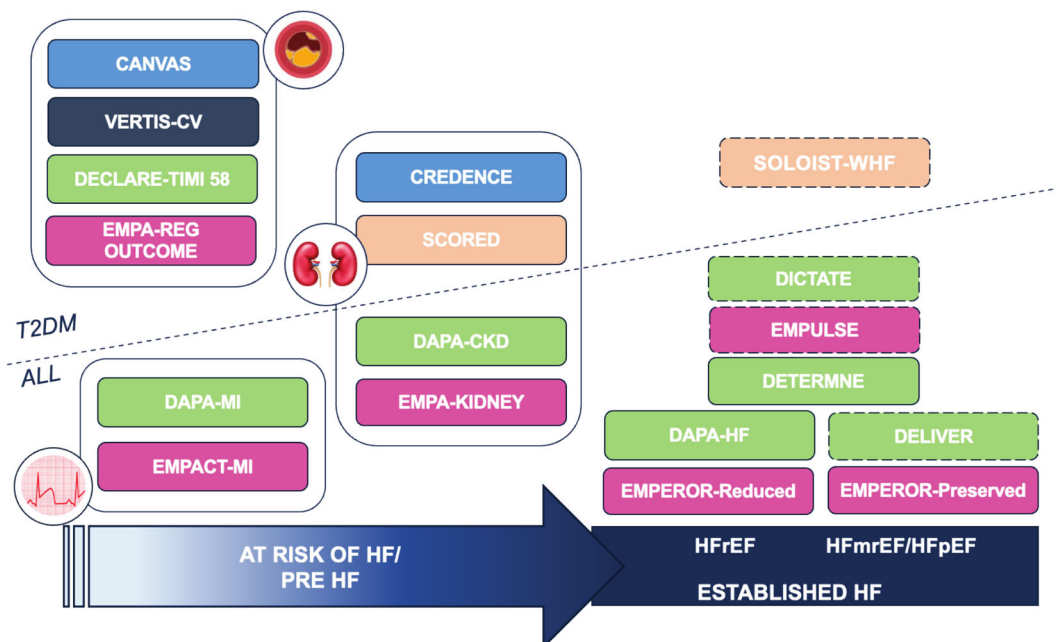 CANVAS
VERTIS-CV
DECLARE-TIMI 58
EMPA-REG
OUTCOME
CREDENCE
SCORED
SOLOIST-WHF
T2DM
ALL
DAPA-CKD
EMPA-KIDNEY
DICTATE
EMPULSE
DETERMNE
DAPA-MI
EMPACT-MI
DAPA-HF
DELIVER
EMPEROR-Reduced
EMPEROR-Preserved
AT RISK OF HF/
PRE HF
HFrEF
HFmrEF/HFpEF
ESTABLISHED HF